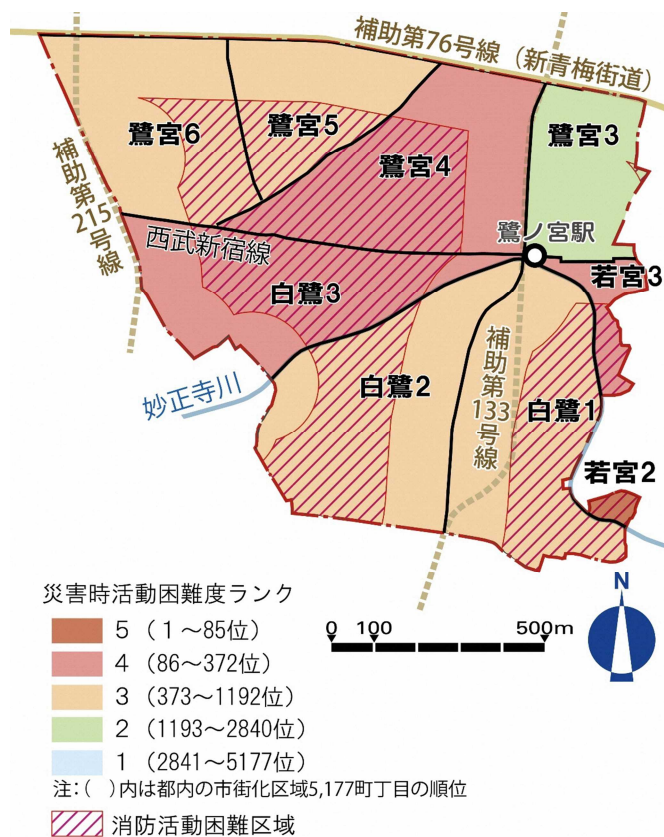 補助第76号線（新青梅街道）
鷺宮6
鷺宮5
鷺宮3
鷺宮4
補助第215号線
西武新宿線
鷺ノ宮駅
若宮3
白鷺3
妙正寺川
白鷺2
補助第133号線
白鷺1
若宮2
災害時活動困難度ランク
5（1～85位）
4（86～372位）
3（373～1192位）
2（1193～2840位）
1（2841～5177位）
注：（ ）内は都内の市街化区域5,177町丁目の順位
消防活動困難区域
0 100 500m
N